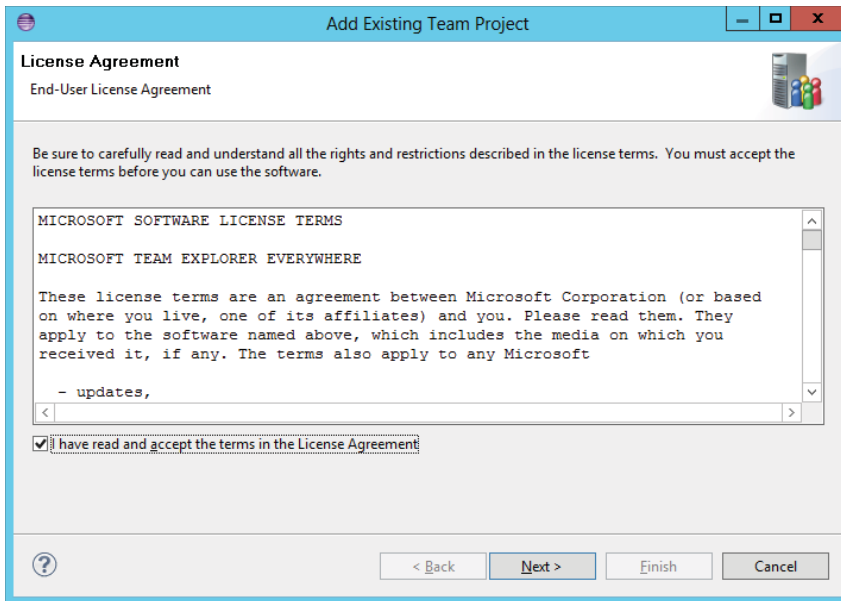 Add Existing Team Project
License Agreement
End-User License Agreement
Be sure to carefully read and understand all the rights and restrictions described in the license terms.  You must accept the
license terms before you can use the software.
MICROSOFT SOFTWARE LICENSE TERMS
MICROSOFT TEAM EXPLORER EVERYWHERE
These license terms are an agreement between Microsoft Corporation (or based
on where you live, one of its affiliates) and you. Please read them. They
apply to the software named above, which includes the media on which you
received it, if any. The terms also apply to any Microsoft
- updates,
I have read and accept the terms in the License Agreement
< Back
Next >
Finish
Cancel